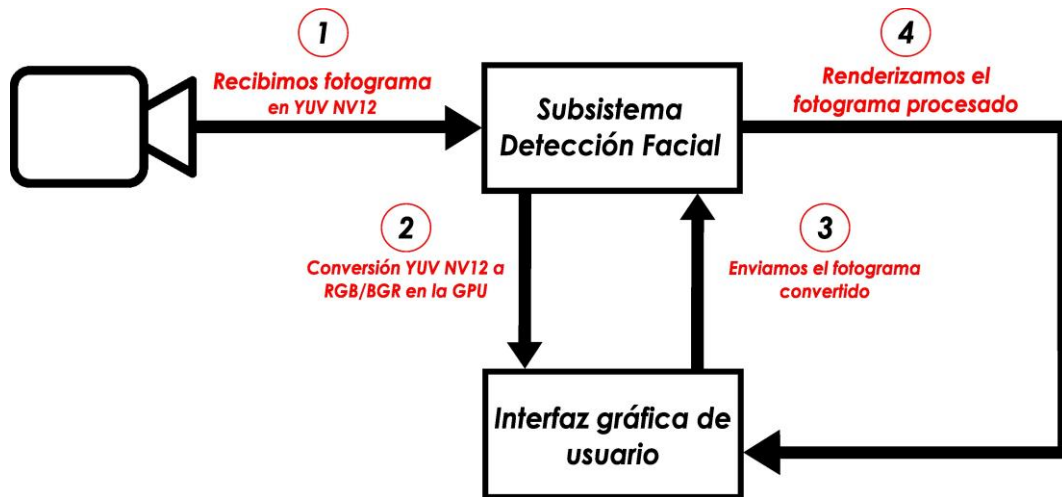 1
Recibimos fotograma
en YUV NV12
Subsistema
Detección Facial
4
Renderizamos el
fotograma procesado
2
Conversión YUV NV12 a
RGB/BGR en la GPU
3
Enviamos el fotograma
convertido
Interfaz gráfica de
usuario